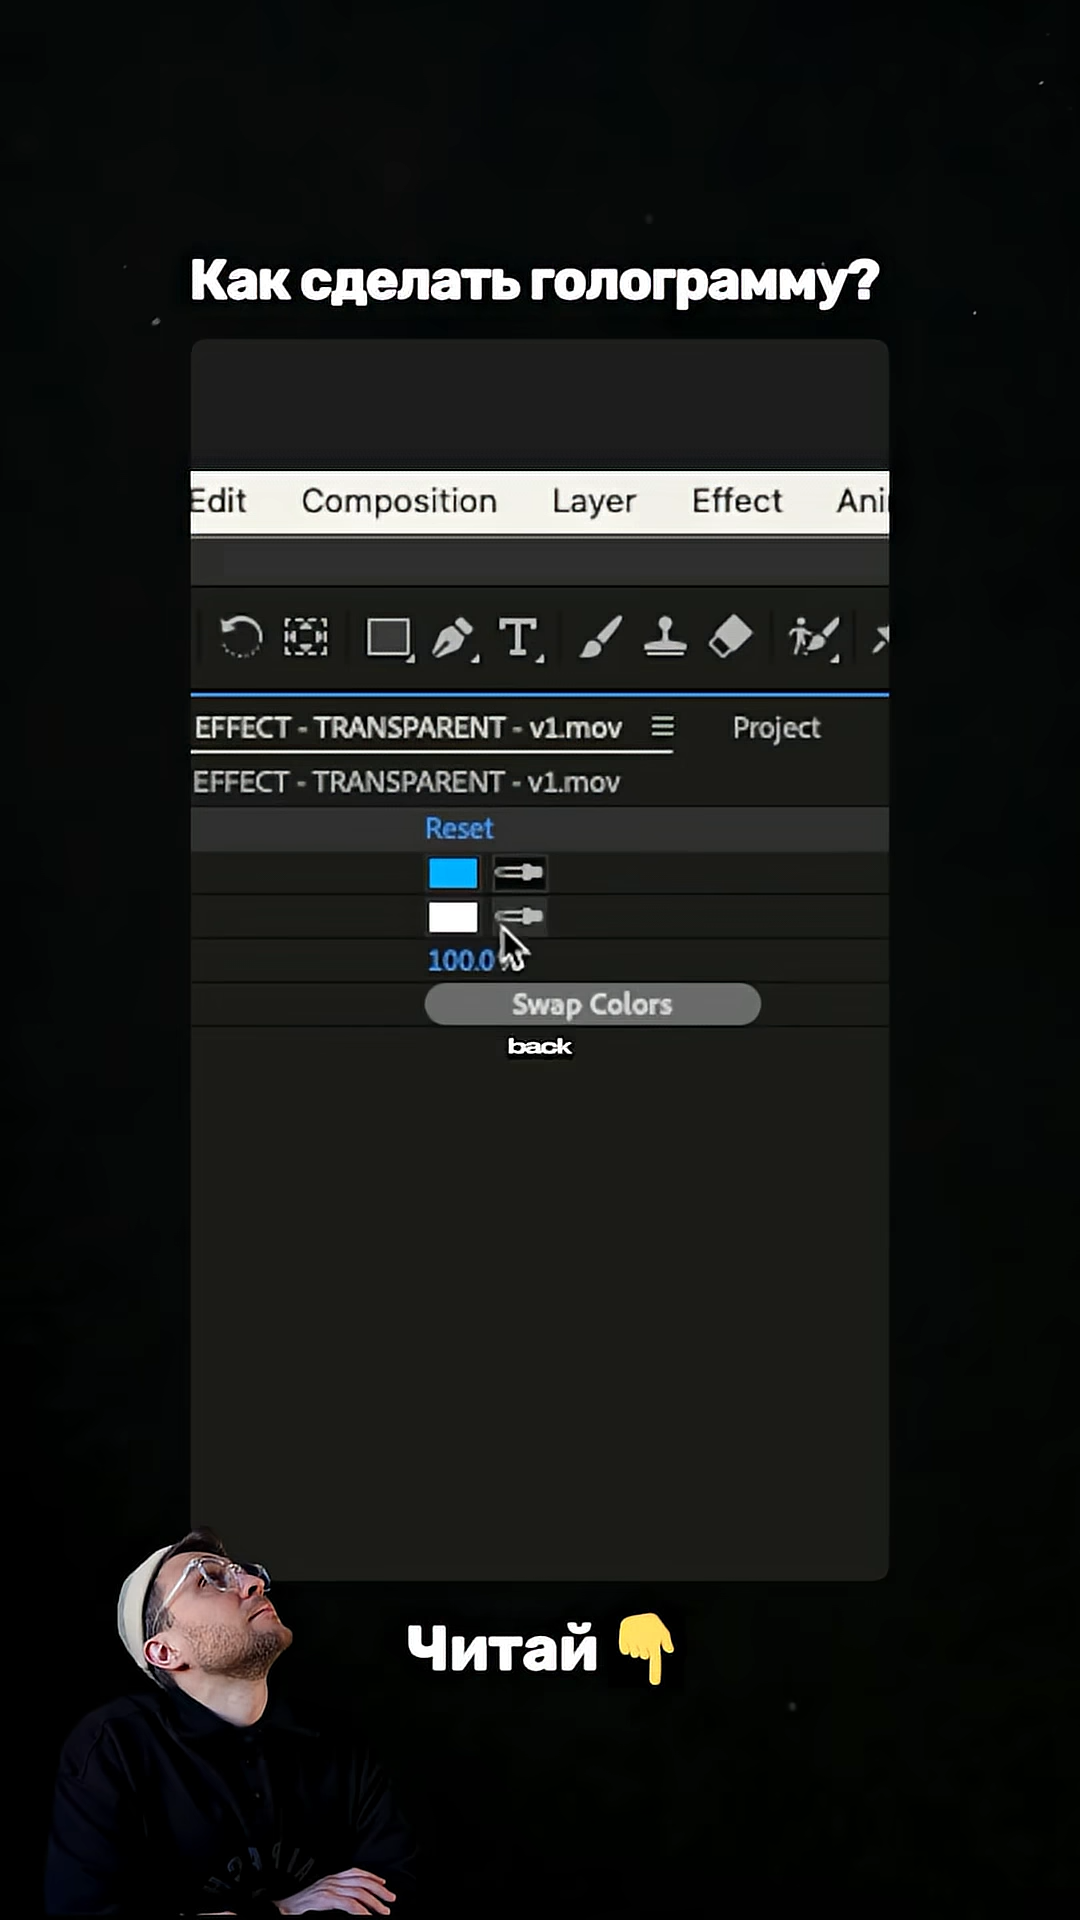 Как сделать голограмму?
Edit Composition Layer Effect Ani
EFFECT - TRANSPARENT - v1.mov Project
EFFECT - TRANSPARENT - v1.mov
Reset
100.0
Swap Colors
back
Читай 👇